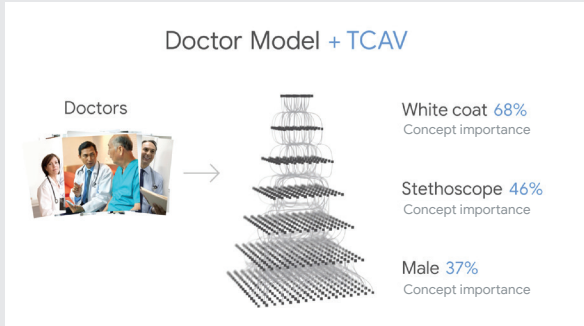 Doctor Model + TCAV
Doctors
White coat 68%
Concept importance
Stethoscope 46%
Concept importance
Male 37%
Concept importance